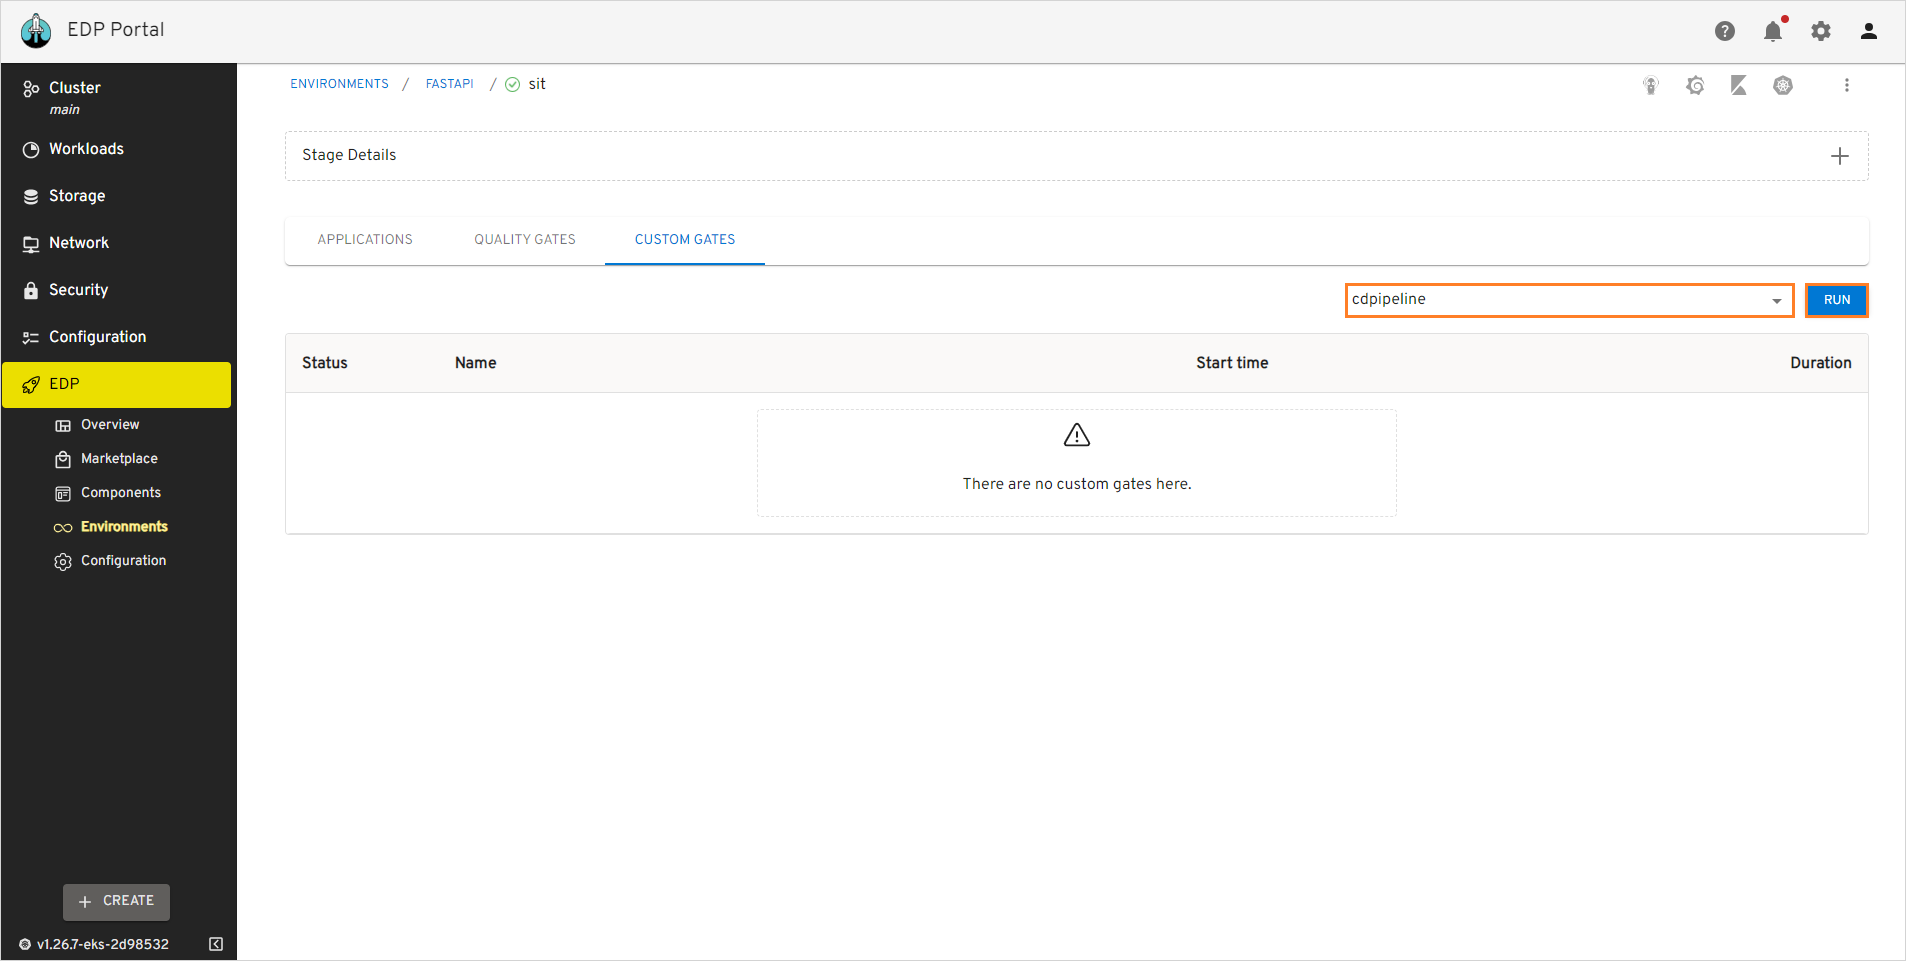 EDP Portal
Cluster
main
Workloads
Storage
Network
Security
Configuration
EDP
Overview
Marketplace
Components
Environments
Configuration
+ CREATE
v1.26.7-eks-2d98532
ENVIRONMENTS / FASTAPI / sit
Stage Details
APPLICATIONS QUALITY GATES CUSTOM GATES
cdpipeline RUN
Status Name Start time Duration
There are no custom gates here.